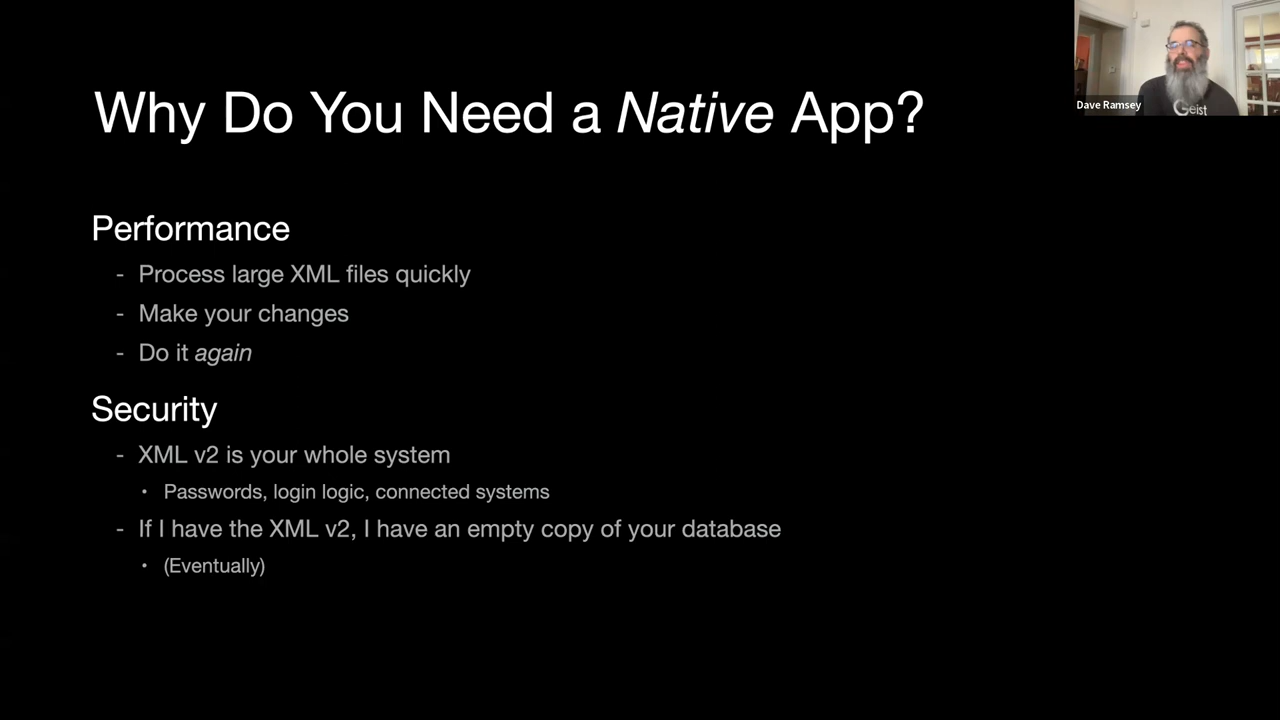 Why Do You Need a Native App?
Dave Ramsey
Geist
Performance
- Process large XML files quickly
- Make your changes
- Do it again
Security
- XML v2 is your whole system
• Passwords, login logic, connected systems
- If I have the XML v2, I have an empty copy of your database
• (Eventually)